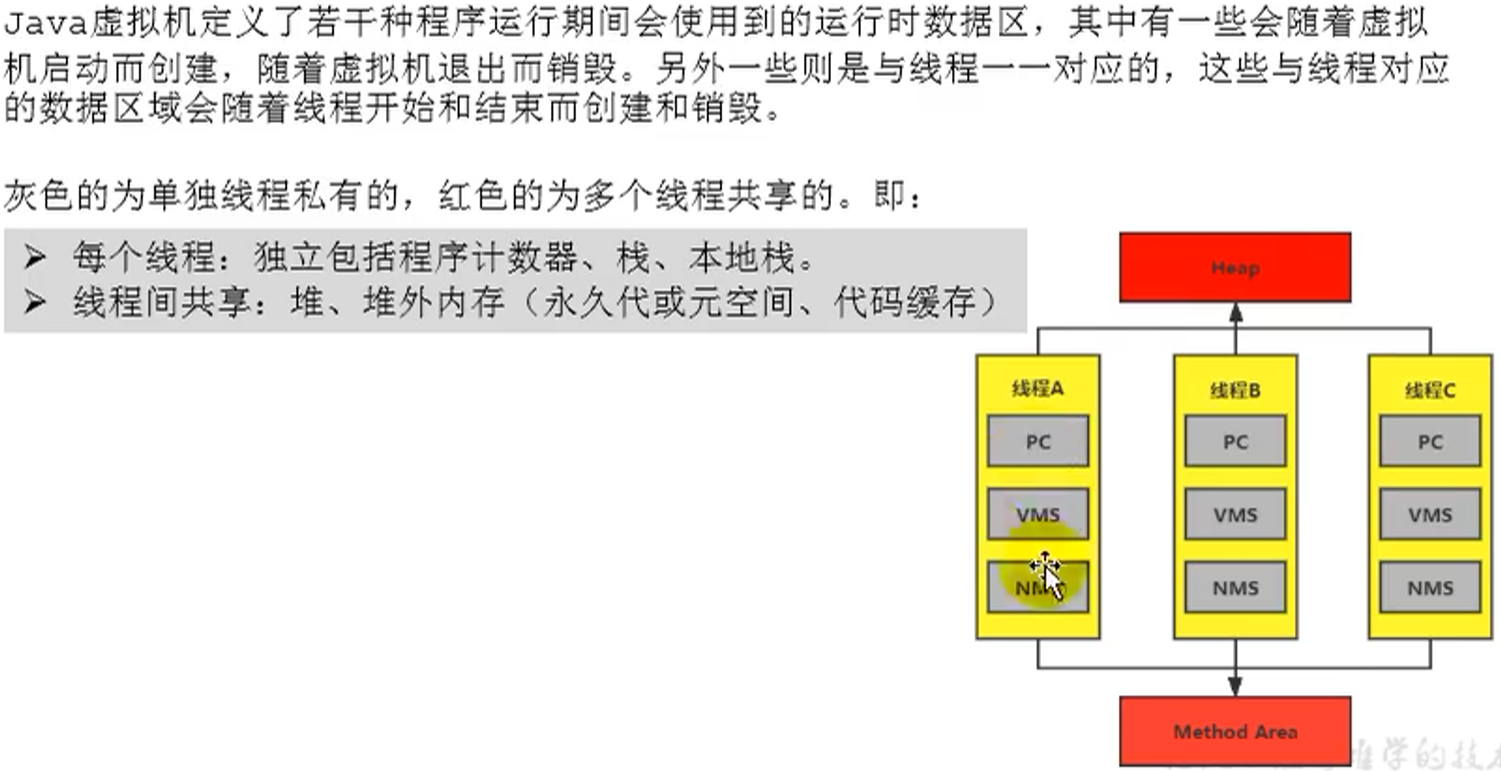 Java虚拟机定义了若干种程序运行期间会使用到的运行时数据区，其中有一些会随着虚拟
机启动而创建，随着虚拟机退出而销毁。另外一些则是与线程一一对应的，这些与线程对应
的数据区域会随着线程开始和结束而创建和销毁。
灰色的为单独线程私有的，红色的为多个线程共享的。即：
➢ 每个线程：独立包括程序计数器、栈、本地栈。
➢ 线程间共享：堆、堆外内存（永久代或元空间、代码缓存）
Heap
线程A 线程B 线程C
PC PC PC
VMS VMS VMS
NMS NMS
Method Area
学的技